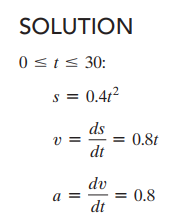 SOLUTION
0 ≤ t ≤ 30:
s = 0.4t²
v = ds/dt = 0.8t
a = dv/dt = 0.8